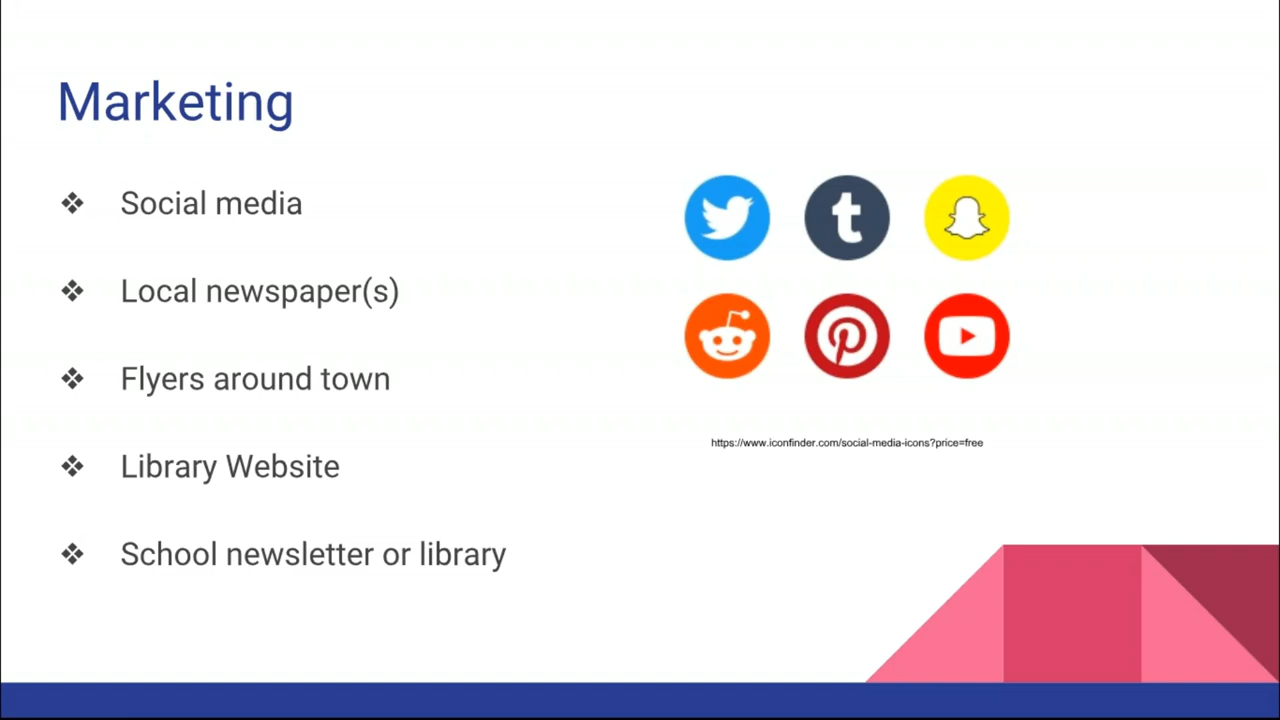 Marketing
❖ Social media
❖ Local newspaper(s)
❖ Flyers around town
❖ Library Website
❖ School newsletter or library
https://www.iconfinder.com/social-media-icons?price=free